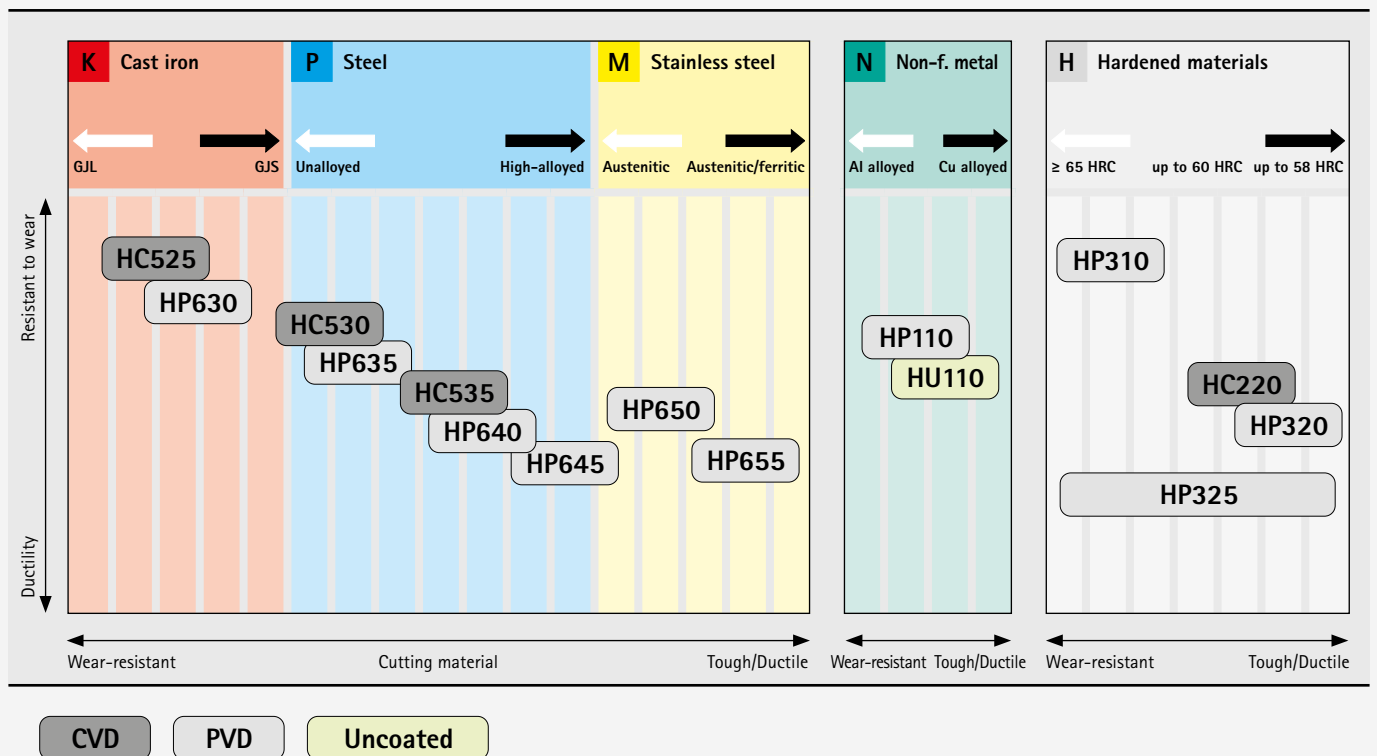 K Cast iron
P Steel
M Stainless steel
N Non-f. metal
H Hardened materials
GJL GJS
Unalloyed High-alloyed
Austenitic Austenitic/ferritic
Al alloyed Cu alloyed
≥ 65 HRC up to 60 HRC up to 58 HRC
Resistant to wear
Ductility
HC525
HP630
HC530
HP635
HC535
HP640
HP645
HP650
HP655
HP110
HU110
HP310
HC220
HP320
HP325
Wear-resistant Cutting material Tough/Ductile
Wear-resistant Tough/Ductile
Wear-resistant Tough/Ductile
CVD PVD Uncoated